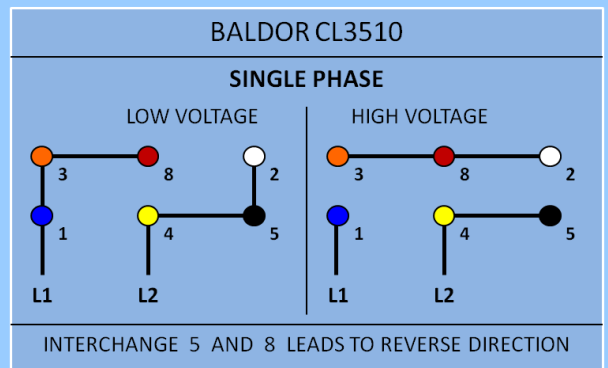 BALDOR CL3510
SINGLE PHASE
LOW VOLTAGE
3 8 2
1 4 5
L1 L2
HIGH VOLTAGE
3 8 2
1 4 5
L1 L2
INTERCHANGE 5 AND 8 LEADS TO REVERSE DIRECTION